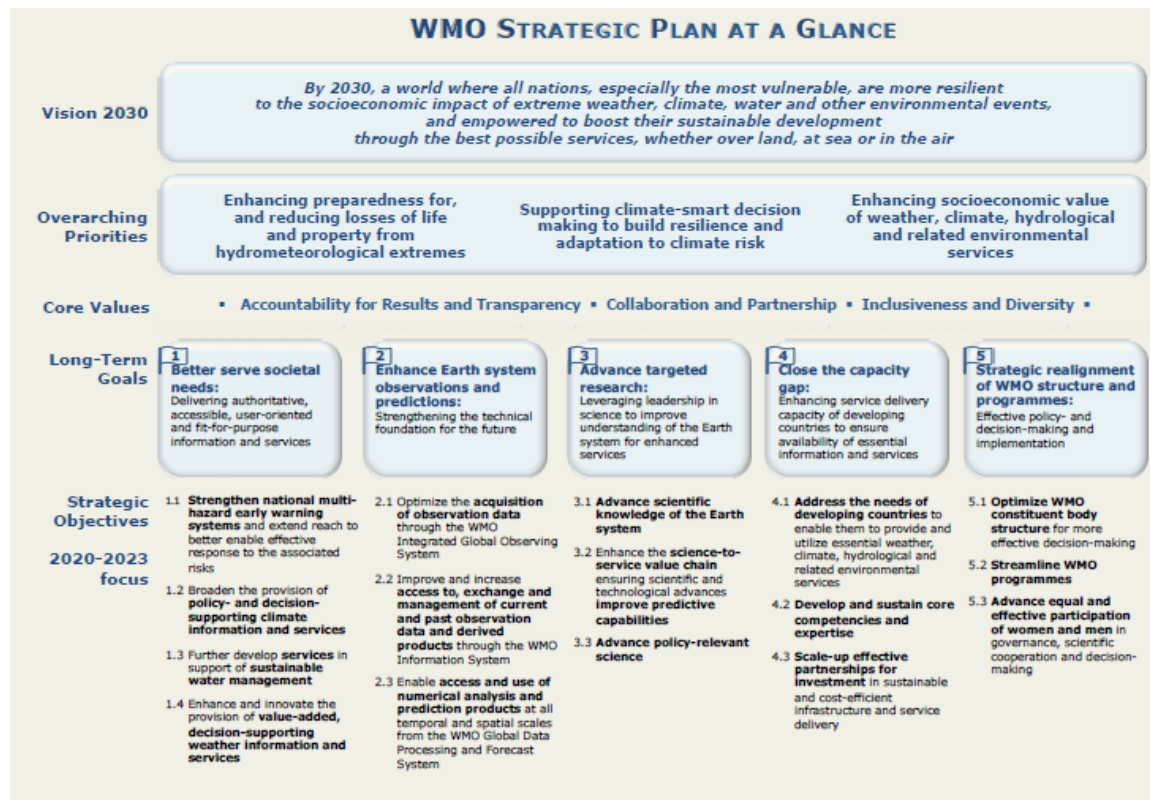 WMO STRATEGIC PLAN AT A GLANCE
Vision 2030
By 2030, a world where all nations, especially the most vulnerable, are more resilient
to the socioeconomic impact of extreme weather, climate, water and other environmental events,
and empowered to boost their sustainable development
through the best possible services, whether over land, at sea or in the air
Overarching
Priorities
Enhancing preparedness for,
and reducing losses of life
and property from
hydrometeorological extremes
Supporting climate-smart decision
making to build resilience and
adaptation to climate risk
Enhancing socioeconomic value
of weather, climate, hydrological
and related environmental
services
Core Values
▪ Accountability for Results and Transparency ▪ Collaboration and Partnership ▪ Inclusiveness and Diversity ▪
Long-Term
Goals
1
Better serve societal
needs:
Delivering authoritative,
accessible, user-oriented
and fit-for-purpose
information and services
2
Enhance Earth system
observations and
predictions:
Strengthening the technical
foundation for the future
3
Advance targeted
research:
Leveraging leadership in
science to improve
understanding of the Earth
system for enhanced
services
4
Close the capacity
gap:
Enhancing service delivery
capacity of developing
countries to ensure
availability of essential
information and services
5
Strategic realignment
of WMO structure and
programmes:
Effective policy- and
decision-making and
implementation
Strategic
Objectives
2020-2023
focus
1.1 Strengthen national multi-
hazard early warning
systems and extend reach to
better enable effective
response to the associated
risks
1.2 Broaden the provision of
policy- and decision-
supporting climate
information and services
1.3 Further develop services in
support of sustainable
water management
1.4 Enhance and innovate the
provision of value-added,
decision-supporting
weather information and
services
2.1 Optimize the acquisition
of observation data
through the WMO
Integrated Global Observing
System
2.2 Improve and increase
access to, exchange and
management of current
and past observation
data and derived
products through the WMO
Information System
2.3 Enable access and use of
numerical analysis and
prediction products at all
temporal and spatial scales
from the WMO Global Data
Processing and Forecast
System
3.1 Advance scientific
knowledge of the Earth
system
3.2 Enhance the science-to-
service value chain
ensuring scientific and
technological advances
improve predictive
capabilities
3.3 Advance policy-relevant
science
4.1 Address the needs of
developing countries to
enable them to provide and
utilize essential weather,
climate, hydrological and
related environmental
services
4.2 Develop and sustain core
competencies and
expertise
4.3 Scale-up effective
partnerships for
investment in sustainable
and cost-efficient
infrastructure and service
delivery
5.1 Optimize WMO
constituent body
structure for more
effective decision-making
5.2 Streamline WMO
programmes
5.3 Advance equal and
effective participation
of women and men in
governance, scientific
cooperation and decision-
making